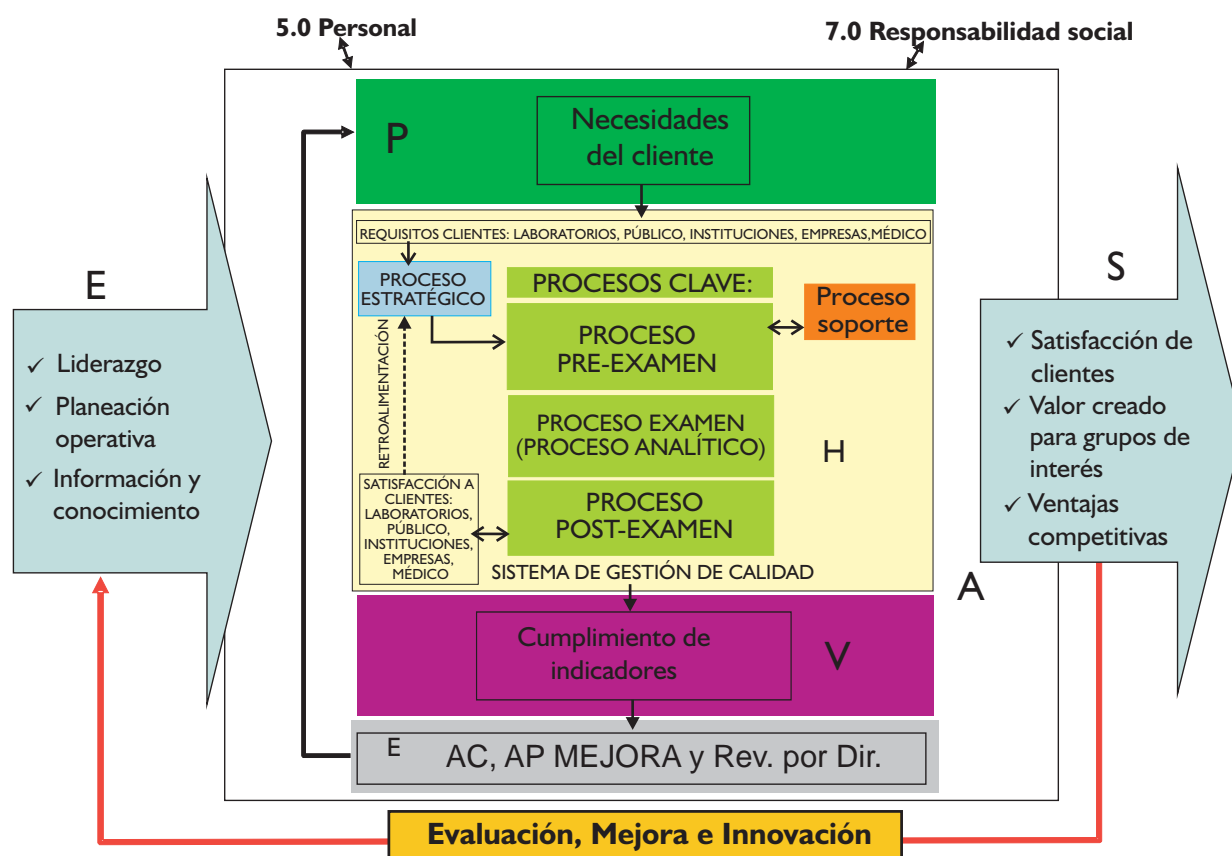 5.0 Personal
7.0 Responsabilidad social
P
Necesidades
del cliente
E
✓ Liderazgo
✓ Planeación
operativa
✓ Información y
conocimiento
REQUISITOS CLIENTES: LABORATORIOS, PÚBLICO, INSTITUCIONES, EMPRESAS,MÉDICO
PROCESO
ESTRATÉGICO
PROCESOS CLAVE:
Proceso
soporte
PROCESO
PRE-EXAMEN
RETROALIMENTACIÓN
PROCESO EXAMEN
(PROCESO ANALÍTICO)
H
SATISFACCIÓN A
CLIENTES:
LABORATORIOS,
PÚBLICO,
INSTITUCIONES,
EMPRESAS,
MÉDICO
PROCESO
POST-EXAMEN
SISTEMA DE GESTIÓN DE CALIDAD
A
S
✓ Satisfacción de
clientes
✓ Valor creado
para grupos de
interés
✓ Ventajas
competitivas
Cumplimiento de
indicadores
V
E
AC, AP MEJORA y Rev. por Dir.
Evaluación, Mejora e Innovación